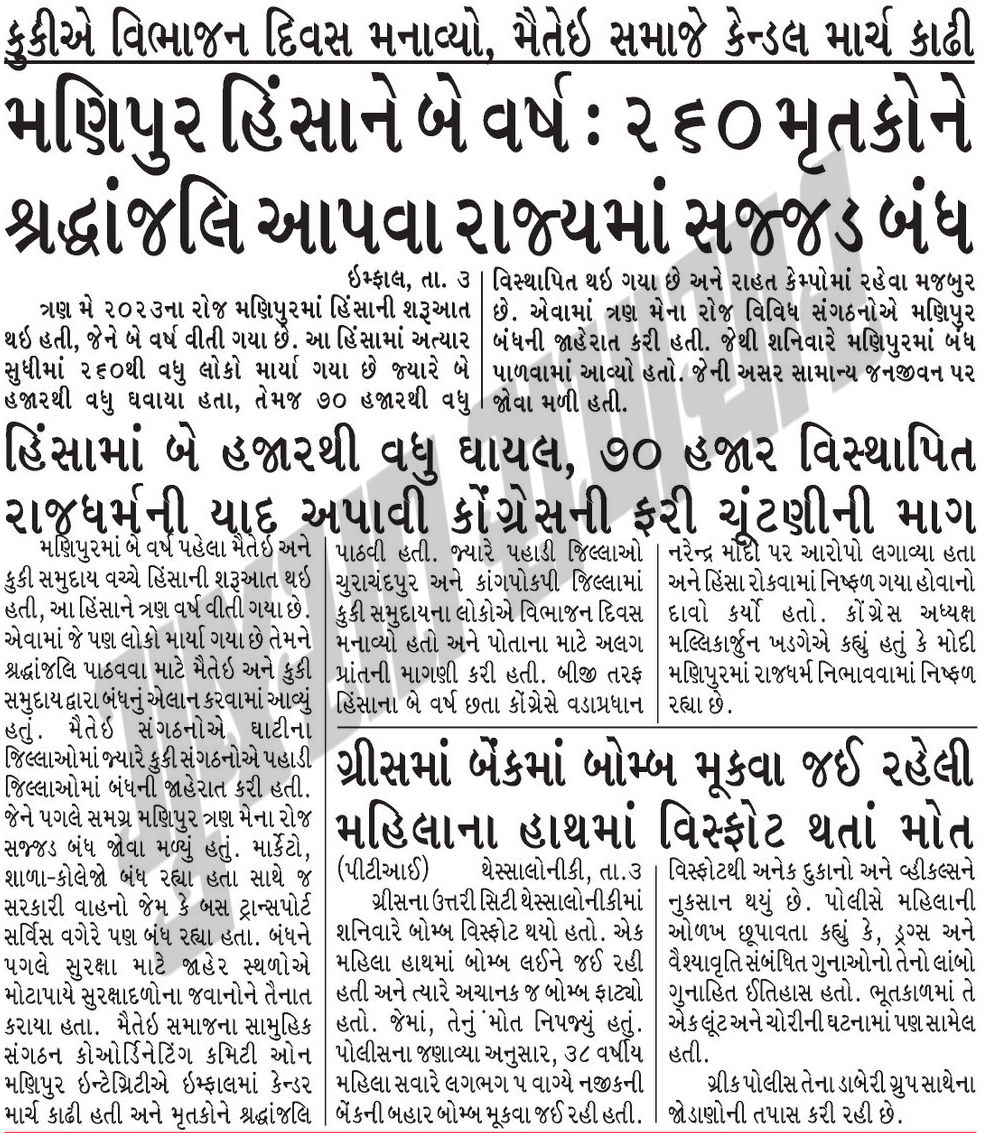 કુકીએ વિભાજન દિવસ મનાવ્યો, મૈતેઇ સમાજે કેન્ડલ માર્ચ કાઢી
મણિપુર હિંસાને બે વર્ષ : ૨૬૦ મૃતકોને
શ્રદ્ધાંજલિ આપવા રાજ્યમાં સજ્જડ બંધ
ઇમ્ફાલ, તા. ૩
ત્રણ મે ૨૦૨૩ના રોજ મણિપુરમાં હિંસાની શરૂઆત
થઇ હતી, જેને બે વર્ષ વીતી ગયા છે. આ હિંસામાં અત્યાર
સુધીમાં ૨૬૦થી વધુ લોકો માર્યા ગયા છે જ્યારે બે
હજારથી વધુ ઘવાયા હતા, તેમજ ૭૦ હજારથી વધુ
વિસ્થાપિત થઇ ગયા છે અને રાહત કેમ્પોમાં રહેવા મજબુર
છે. એવામાં ત્રણ મેના રોજ વિવિધ સંગઠનોએ મણિપુર
બંધની જાહેરાત કરી હતી. જેથી શનિવારે મણિપુરમાં બંધ
પાળવામાં આવ્યો હતો. જેની અસર સામાન્ય જનજીવન પર
જોવા મળી હતી.
હિંસામાં બે હજારથી વધુ ઘાયલ, ૭૦ હજાર વિસ્થાપિત
રાજધર્મની યાદ અપાવી કોંગ્રેસની ફરી ચૂંટણીની માગ
મણિપુરમાં બે વર્ષ પહેલા મૈતેઇ અને
કુકી સમુદાય વચ્ચે હિંસાની શરૂઆત થઇ
હતી, આ હિંસાને ત્રણ વર્ષ વીતી ગયા છે.
એવામાં જે પણ લોકો માર્યા ગયા છે તેમને
શ્રદ્ધાંજલિ પાઠવવા માટે મૈતેઇ અને કુકી
સમુદાય દ્વારા બંધનું એલાન કરવામાં આવ્યું
હતું. મૈતેઇ સંગઠનોએ ઘાટીના
જિલ્લાઓમાં જ્યારે કુકી સંગઠનોએ પહાડી
જિલ્લાઓમાં બંધની જાહેરાત કરી હતી.
જેને પગલે સમગ્ર મણિપુર ત્રણ મેના રોજ
સજ્જડ બંધ જોવા મળ્યું હતું. માર્કેટો,
શાળા-કોલેજો બંધ રહ્યા હતા સાથે જ
સરકારી વાહનો જેમ કે બસ ટ્રાન્સપોર્ટ
સર્વિસ વગેરે પણ બંધ રહ્યા હતા. બંધને
પગલે સુરક્ષા માટે જાહેર સ્થળોએ
મોટાપાયે સુરક્ષાદળોના જવાનોને તૈનાત
કરાયા હતા. મૈતેઇ સમાજના સામુહિક
સંગઠન કોઓર્ડિનેટિંગ કમિટી ઓન
મણિપુર ઇન્ટેગ્રિટીએ ઇમ્ફાલમાં કેન્ડર
માર્ચ કાઢી હતી અને મૃતકોને શ્રદ્ધાંજલિ
પાઠવી હતી. જ્યારે પહાડી જિલ્લાઓ
ચુરાચંદપુર અને કાંગપોકપી જિલ્લામાં
કુકી સમુદાયના લોકોએ વિભાજન દિવસ
મનાવ્યો હતો અને પોતાના માટે અલગ
પ્રાંતની માગણી કરી હતી. બીજી તરફ
હિંસાના બે વર્ષ છતા કોંગ્રેસે વડાપ્રધાન
નરેન્દ્ર મોદી પર આરોપો લગાવ્યા હતા
અને હિંસા રોકવામાં નિષ્ફળ ગયા હોવાનો
દાવો કર્યો હતો. કોંગ્રેસ અધ્યક્ષ
મલ્લિકાર્જુન ખડગેએ કહ્યું હતું કે મોદી
મણિપુરમાં રાજધર્મ નિભાવવામાં નિષ્ફળ
રહ્યા છે.
ગ્રીસમાં બેંકમાં બોમ્બ મૂકવા જઈ રહેલી
મહિલાના હાથમાં વિસ્ફોટ થતાં મોત
(પીટીઆઈ) થેસ્સાલોનીકી, તા.૩
ગ્રીસના ઉત્તરી સિટી થેસ્સાલોનીકીમાં
શનિવારે બોમ્બ વિસ્ફોટ થયો હતો. એક
મહિલા હાથમાં બોમ્બ લઈને જઈ રહી
હતી અને ત્યારે અચાનક જ બોમ્બ ફાટ્યો
હતો. જેમાં, તેનું મોત નિપજ્યું હતું.
પોલીસના જણાવ્યા અનુસાર, ૩૮ વર્ષીય
મહિલા સવારે લગભગ ૫ વાગ્યે નજીકની
બેંકની બહાર બોમ્બ મૂકવા જઈ રહી હતી.
વિસ્ફોટથી અનેક દુકાનો અને વ્હીકલ્સને
નુકસાન થયું છે. પોલીસે મહિલાની
ઓળખ છૂપાવતા કહ્યું કે, ડ્રગ્સ અને
વૈશ્યાવૃતિ સંબંધિત ગુનાઓનો તેનો લાંબો
ગુનાહિત ઈતિહાસ હતો. ભૂતકાળમાં તે
એક લૂંટ અને ચોરીની ઘટનામાં પણ સામેલ
હતી.
ગ્રીક પોલીસ તેના ડાબેરી ગ્રુપ સાથેના
જોડાણોની તપાસ કરી રહી છે.
ગુજરાત સમાચાર